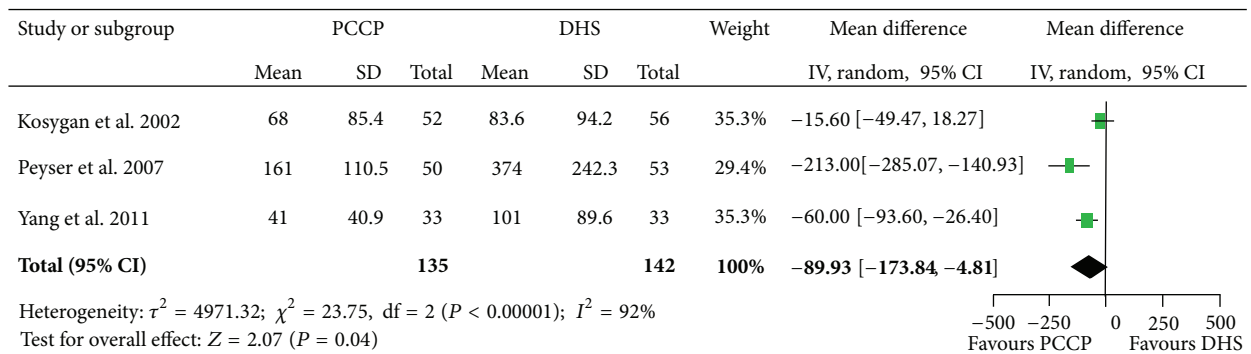 Study or subgroup PCCP DHS Weight Mean difference Mean difference
Mean SD Total Mean SD Total IV, random, 95% CI IV, random, 95% CI
Kosygan et al. 2002 68 85.4 52 83.6 94.2 56 35.3% −15.60 [−49.47, 18.27]
Peyser et al. 2007 161 110.5 50 374 242.3 53 29.4% −213.00[−285.07, −140.93]
Yang et al. 2011 41 40.9 33 101 89.6 33 35.3% −60.00 [−93.60, −26.40]
Total (95% CI) 135 142 100% −89.93 [−173.84, −4.81]
Heterogeneity: τ² = 4971.32; χ² = 23.75, df = 2 (P < 0.00001); I² = 92%
Test for overall effect: Z = 2.07 (P = 0.04)
−500 −250 0 250 500
Favours PCCP Favours DHS